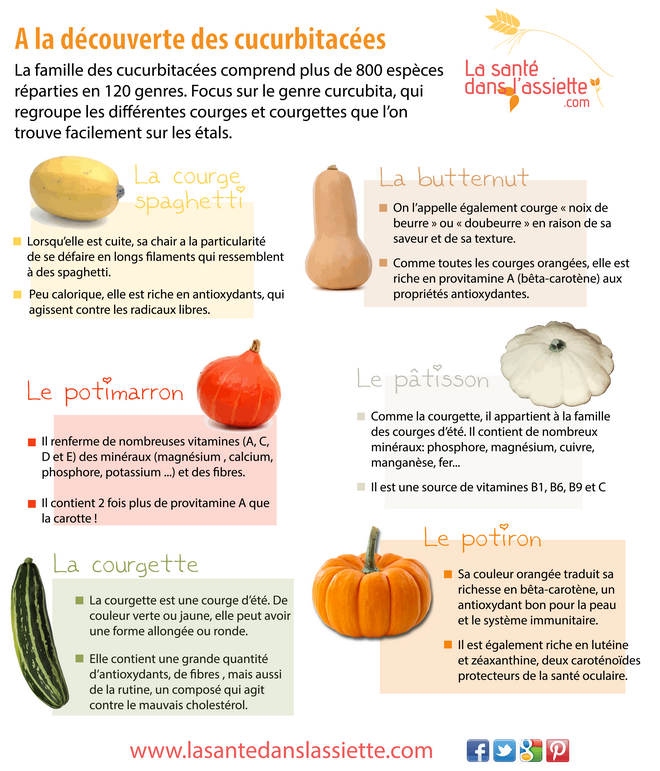 A la découverte des cucurbitacées
La famille des cucurbitacées comprend plus de 800 espèces
réparties en 120 genres. Focus sur le genre curcubita, qui
regroupe les différentes courges et courgettes que l'on
trouve facilement sur les étals.
La santé
dans l'assiette
.com
La courge
spaghetti
Lorsqu'elle est cuite, sa chair a la particularité
de se défaire en longs filaments qui ressemblent
à des spaghetti.
Peu calorique, elle est riche en antioxydants, qui
agissent contre les radicaux libres.
La butternut
On l'appelle également courge « noix de
beurre » ou « doubeurre » en raison de sa
saveur et de sa texture.
Comme toutes les courges orangées, elle est
riche en provitamine A (bêta-carotène) aux
propriétés antioxydantes.
Le potimarron
Il renferme de nombreuses vitamines (A, C,
D et E) des minéraux (magnésium , calcium,
phosphore, potassium ...) et des fibres.
Il contient 2 fois plus de provitamine A que
la carotte !
Le pâtisson
Comme la courgette, il appartient à la famille
des courges d'été. Il contient de nombreux
minéraux: phosphore, magnésium, cuivre,
manganèse, fer...
Il est une source de vitamines B1, B6, B9 et C
La courgette
La courgette est une courge d'été. De
couleur verte ou jaune, elle peut avoir
une forme allongée ou ronde.
Elle contient une grande quantité
d'antioxydants, de fibres , mais aussi
de la rutine, un composé qui agit
contre le mauvais cholestérol.
Le potiron
Sa couleur orangée traduit sa
richesse en bêta-carotène, un
antioxydant bon pour la peau
et le système immunitaire.
Il est également riche en lutéine
et zéaxanthine, deux caroténoïdes
protecteurs de la santé oculaire.
www.lasantedanslassiette.com